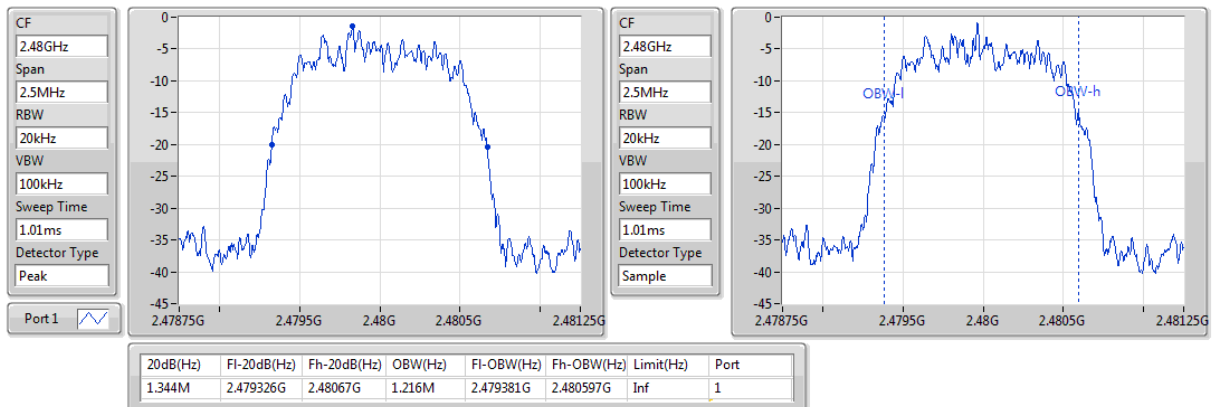 CF
2.48GHz
Span
2.5MHz
RBW
20kHz
VBW
100kHz
Sweep Time
1.01ms
Detector Type
Peak
Port 1
0-
-5-
-10-
-15-
-20-
-25-
-30-
-35-
-40-
-45-
2.47875G 2.4795G 2.48G 2.4805G 2.48125G
CF
2.48GHz
Span
2.5MHz
RBW
20kHz
VBW
100kHz
Sweep Time
1.01ms
Detector Type
Sample
0-
-5-
-10-
-15-
-20-
-25-
-30-
-35-
-40-
-45-
OBW-l OBW-h
2.47875G 2.4795G 2.48G 2.4805G 2.48125G
20dB(Hz) Fl-20dB(Hz) Fh-20dB(Hz) OBW(Hz) Fl-OBW(Hz) Fh-OBW(Hz) Limit(Hz) Port
1.344M 2.479326G 2.48067G 1.216M 2.479381G 2.480597G Inf 1